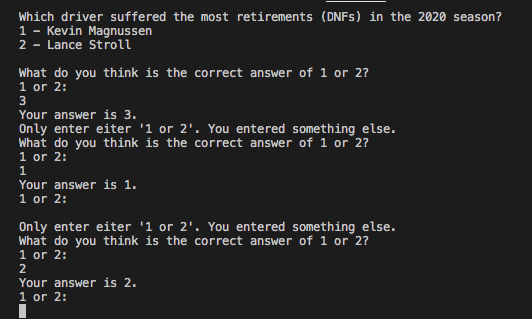 Which driver suffered the most retirements (DNFs) in the 2020 season?
1 – Kevin Magnussen
2 – Lance Stroll
What do you think is the correct answer of 1 or 2?
1 or 2:
3
Your answer is 3.
Only enter eiter '1 or 2'. You entered something else.
What do you think is the correct answer of 1 or 2?
1 or 2:
1
Your answer is 1.
1 or 2:
Only enter eiter '1 or 2'. You entered something else.
What do you think is the correct answer of 1 or 2?
1 or 2:
2
Your answer is 2.
1 or 2: